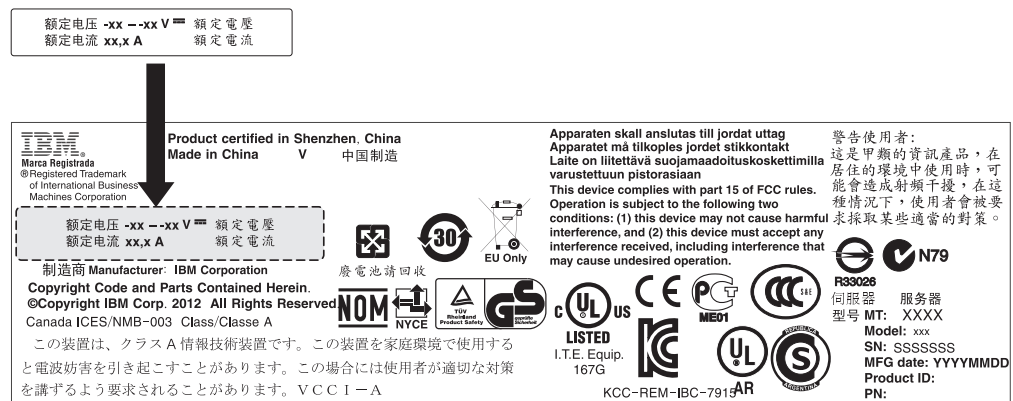 额定电压 -xx – -xx V 額定電壓
额定电流 xx,x A 額定電流
IBM®
Marca Registrada
®Registered Trademark
of International Business
Machines Corporation
Product certified in Shenzhen, China
Made in China V 中国制造
额定电压 -xx – -xx V 額定電壓
额定电流 xx,x A 額定電流
制造商 Manufacturer: IBM Corporation
Copyright Code and Parts Contained Herein.
©Copyright IBM Corp. 2012 All Rights Reserved
Canada ICES/NMB-003 Class/Classe A
この装置は、クラス A 情報技術装置です。この装置を家庭環境で使用する
と電波妨害を引き起こすことがあります。この場合には使用者が適切な対策
を講ずるよう要求されることがあります。VCCI-A
廢電池請回收
30
EU Only
NOM
NYCE
TÜV
Rheinland
Product Safety
GS
geprüfte
Sicherheit
Apparaten skall anslutas till jordat uttag
Apparatet må tilkoples jordet stikkontakt
Laite on liitettävä suojamaadoituskoskettimilla
varustettuun pistorasiaan
This device complies with part 15 of FCC rules.
Operation is subject to the following two
conditions: (1) this device may not cause harmful
interference, and (2) this device must accept any
interference received, including interference that
may cause undesired operation.
C UL US
LISTED
I.T.E. Equip.
167G
CE
KC
KCC-REM-IBC-7915
PCT
ME01
CCC S&E
UL
AR
REPUBLICA
S
ARGENTINA
警告使用者:
這是甲類的資訊產品，在
居住的環境中使用時，可
能會造成射頻干擾，在這
種情況下，使用者會被要
求採取某些適當的對策。
R33026
N79
伺服器 服务器
型号 MT: XXXX
Model: xxx
SN: SSSSSSS
MFG date: YYYYMMDD
Product ID:
PN: